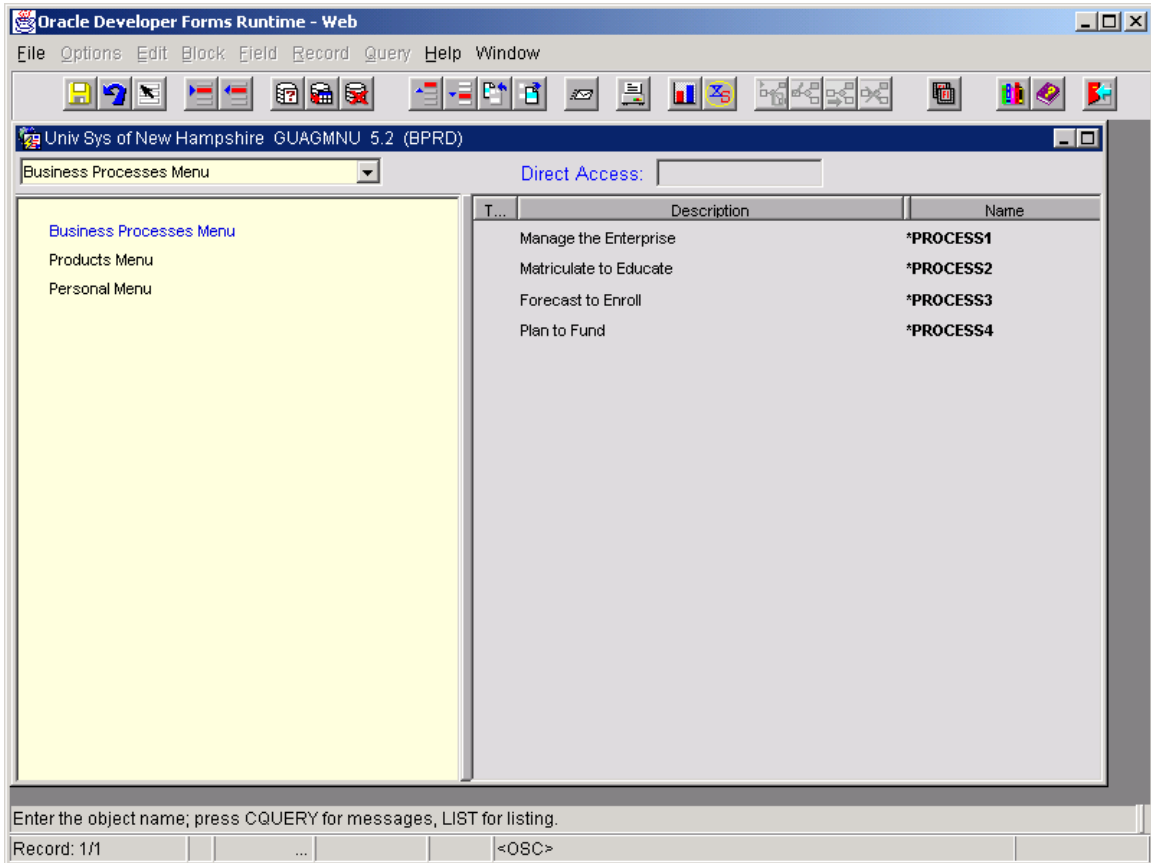 Oracle Developer Forms Runtime - Web
File Options Edit Block Field Record Query Help Window
Univ Sys of New Hampshire GUAGMNU 5.2 (BPRD)
Business Processes Menu Direct Access:
T... Description Name
Business Processes Menu
Products Menu
Personal Menu
Manage the Enterprise *PROCESS1
Matriculate to Educate *PROCESS2
Forecast to Enroll *PROCESS3
Plan to Fund *PROCESS4
Enter the object name; press CQUERY for messages, LIST for listing.
Record: 1/1 ... <OSC>